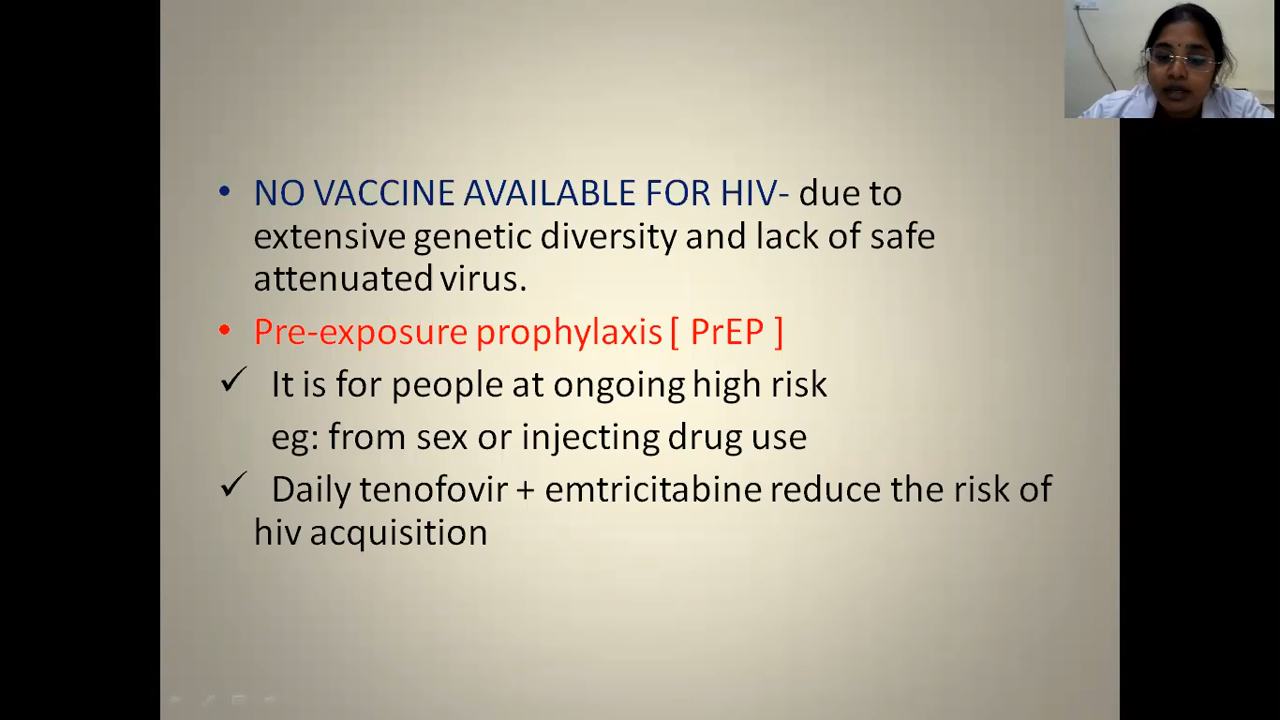 • NO VACCINE AVAILABLE FOR HIV- due to
extensive genetic diversity and lack of safe
attenuated virus.
• Pre-exposure prophylaxis [ PrEP ]
✓ It is for people at ongoing high risk
eg: from sex or injecting drug use
✓ Daily tenofovir + emtricitabine reduce the risk of
hiv acquisition